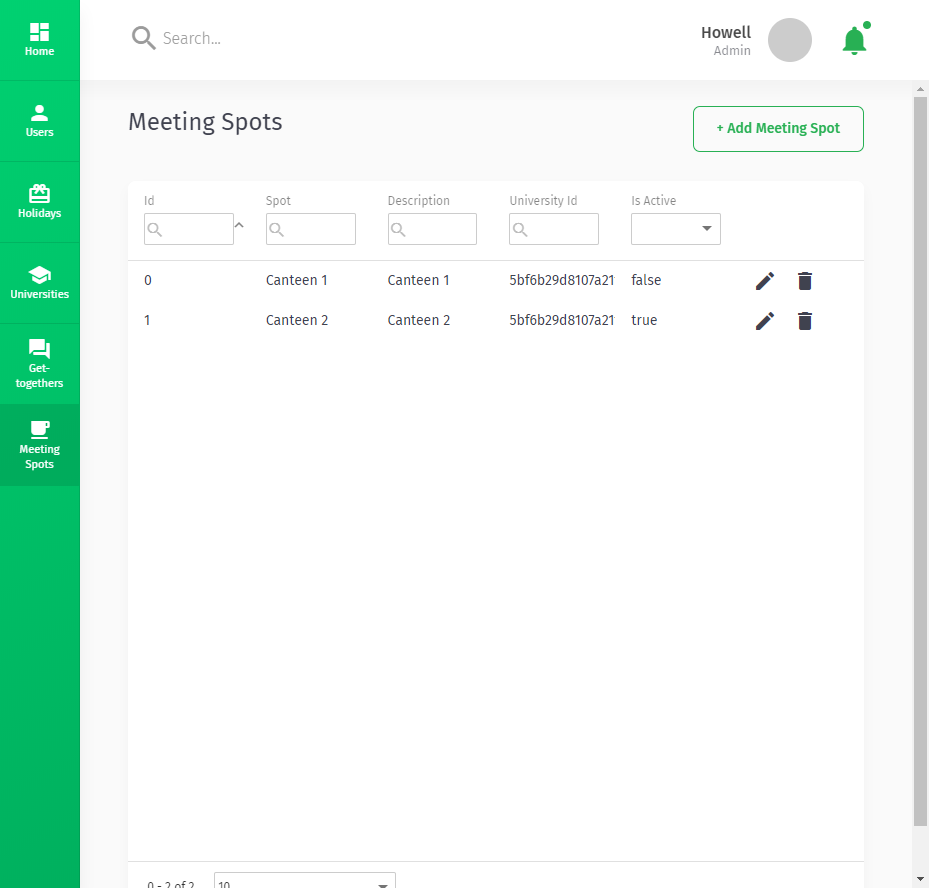 Home
Users
Holidays
Universities
Get-
togethers
Meeting
Spots
Search...
Howell
Admin
Meeting Spots
+ Add Meeting Spot
Id Spot Description University Id Is Active
0 Canteen 1 Canteen 1 5bf6b29d8107a21 false
1 Canteen 2 Canteen 2 5bf6b29d8107a21 true
0 - 2 of 2 10